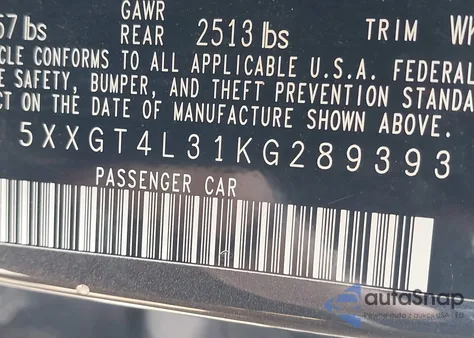 57 lbs GAWR REAR 2513 lbs TRIM WK
CLE CONFORMS TO ALL APPLICABLE U.S.A. FEDERAL
E SAFETY, BUMPER, AND THEFT PREVENTION STANDA
CT ON THE DATE OF MANUFACTURE SHOWN ABOVE.
5XXGT4L31KG289393
PASSENGER CAR
autoSnap